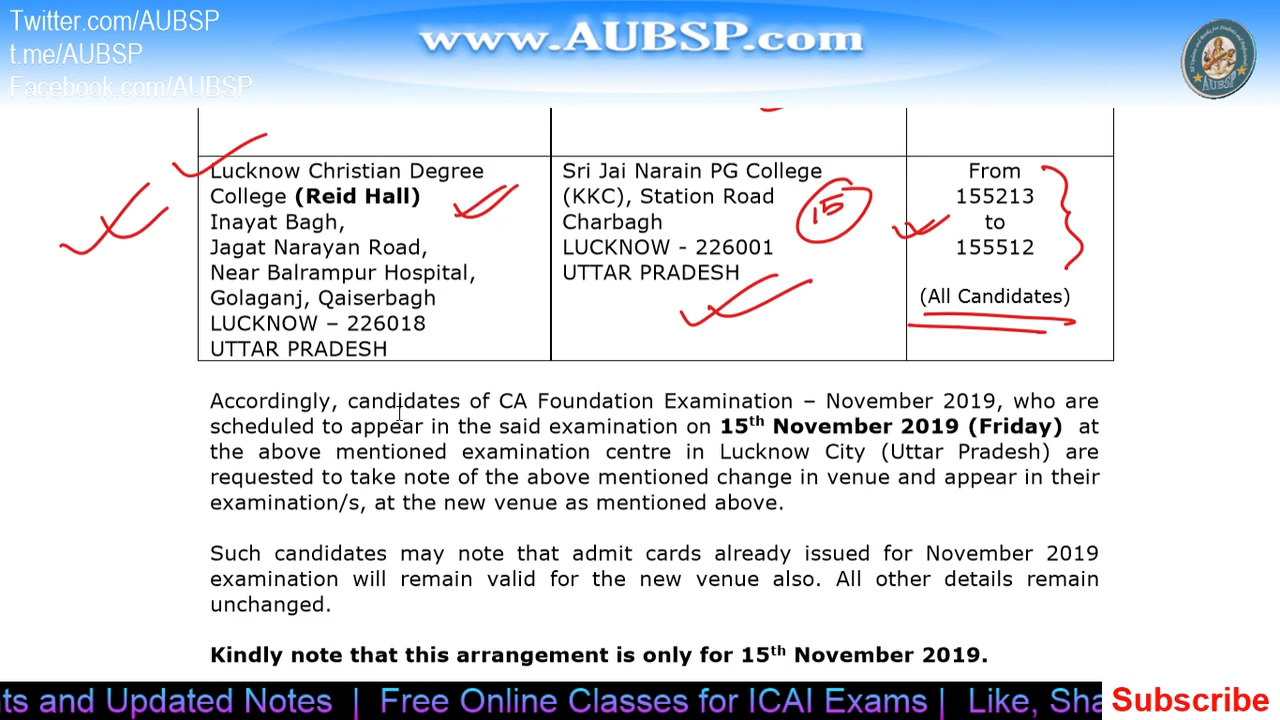 Twitter.com/AUBSP
t.me/AUBSP
Facebook.com/AUBSP
www.AUBSP.com
AUBSP
Lucknow Christian Degree
College (Reid Hall)
Inayat Bagh,
Jagat Narayan Road,
Near Balrampur Hospital,
Golaganj, Qaiserbagh
LUCKNOW – 226018
UTTAR PRADESH
Sri Jai Narain PG College
(KKC), Station Road
Charbagh
LUCKNOW - 226001
UTTAR PRADESH
15
From
155213
to
155512
(All Candidates)
Accordingly, candidates of CA Foundation Examination – November 2019, who are
scheduled to appear in the said examination on 15th November 2019 (Friday) at
the above mentioned examination centre in Lucknow City (Uttar Pradesh) are
requested to take note of the above mentioned change in venue and appear in their
examination/s, at the new venue as mentioned above.
Such candidates may note that admit cards already issued for November 2019
examination will remain valid for the new venue also. All other details remain
unchanged.
Kindly note that this arrangement is only for 15th November 2019.
ts and Updated Notes | Free Online Classes for ICAI Exams | Like, Sha
Subscribe